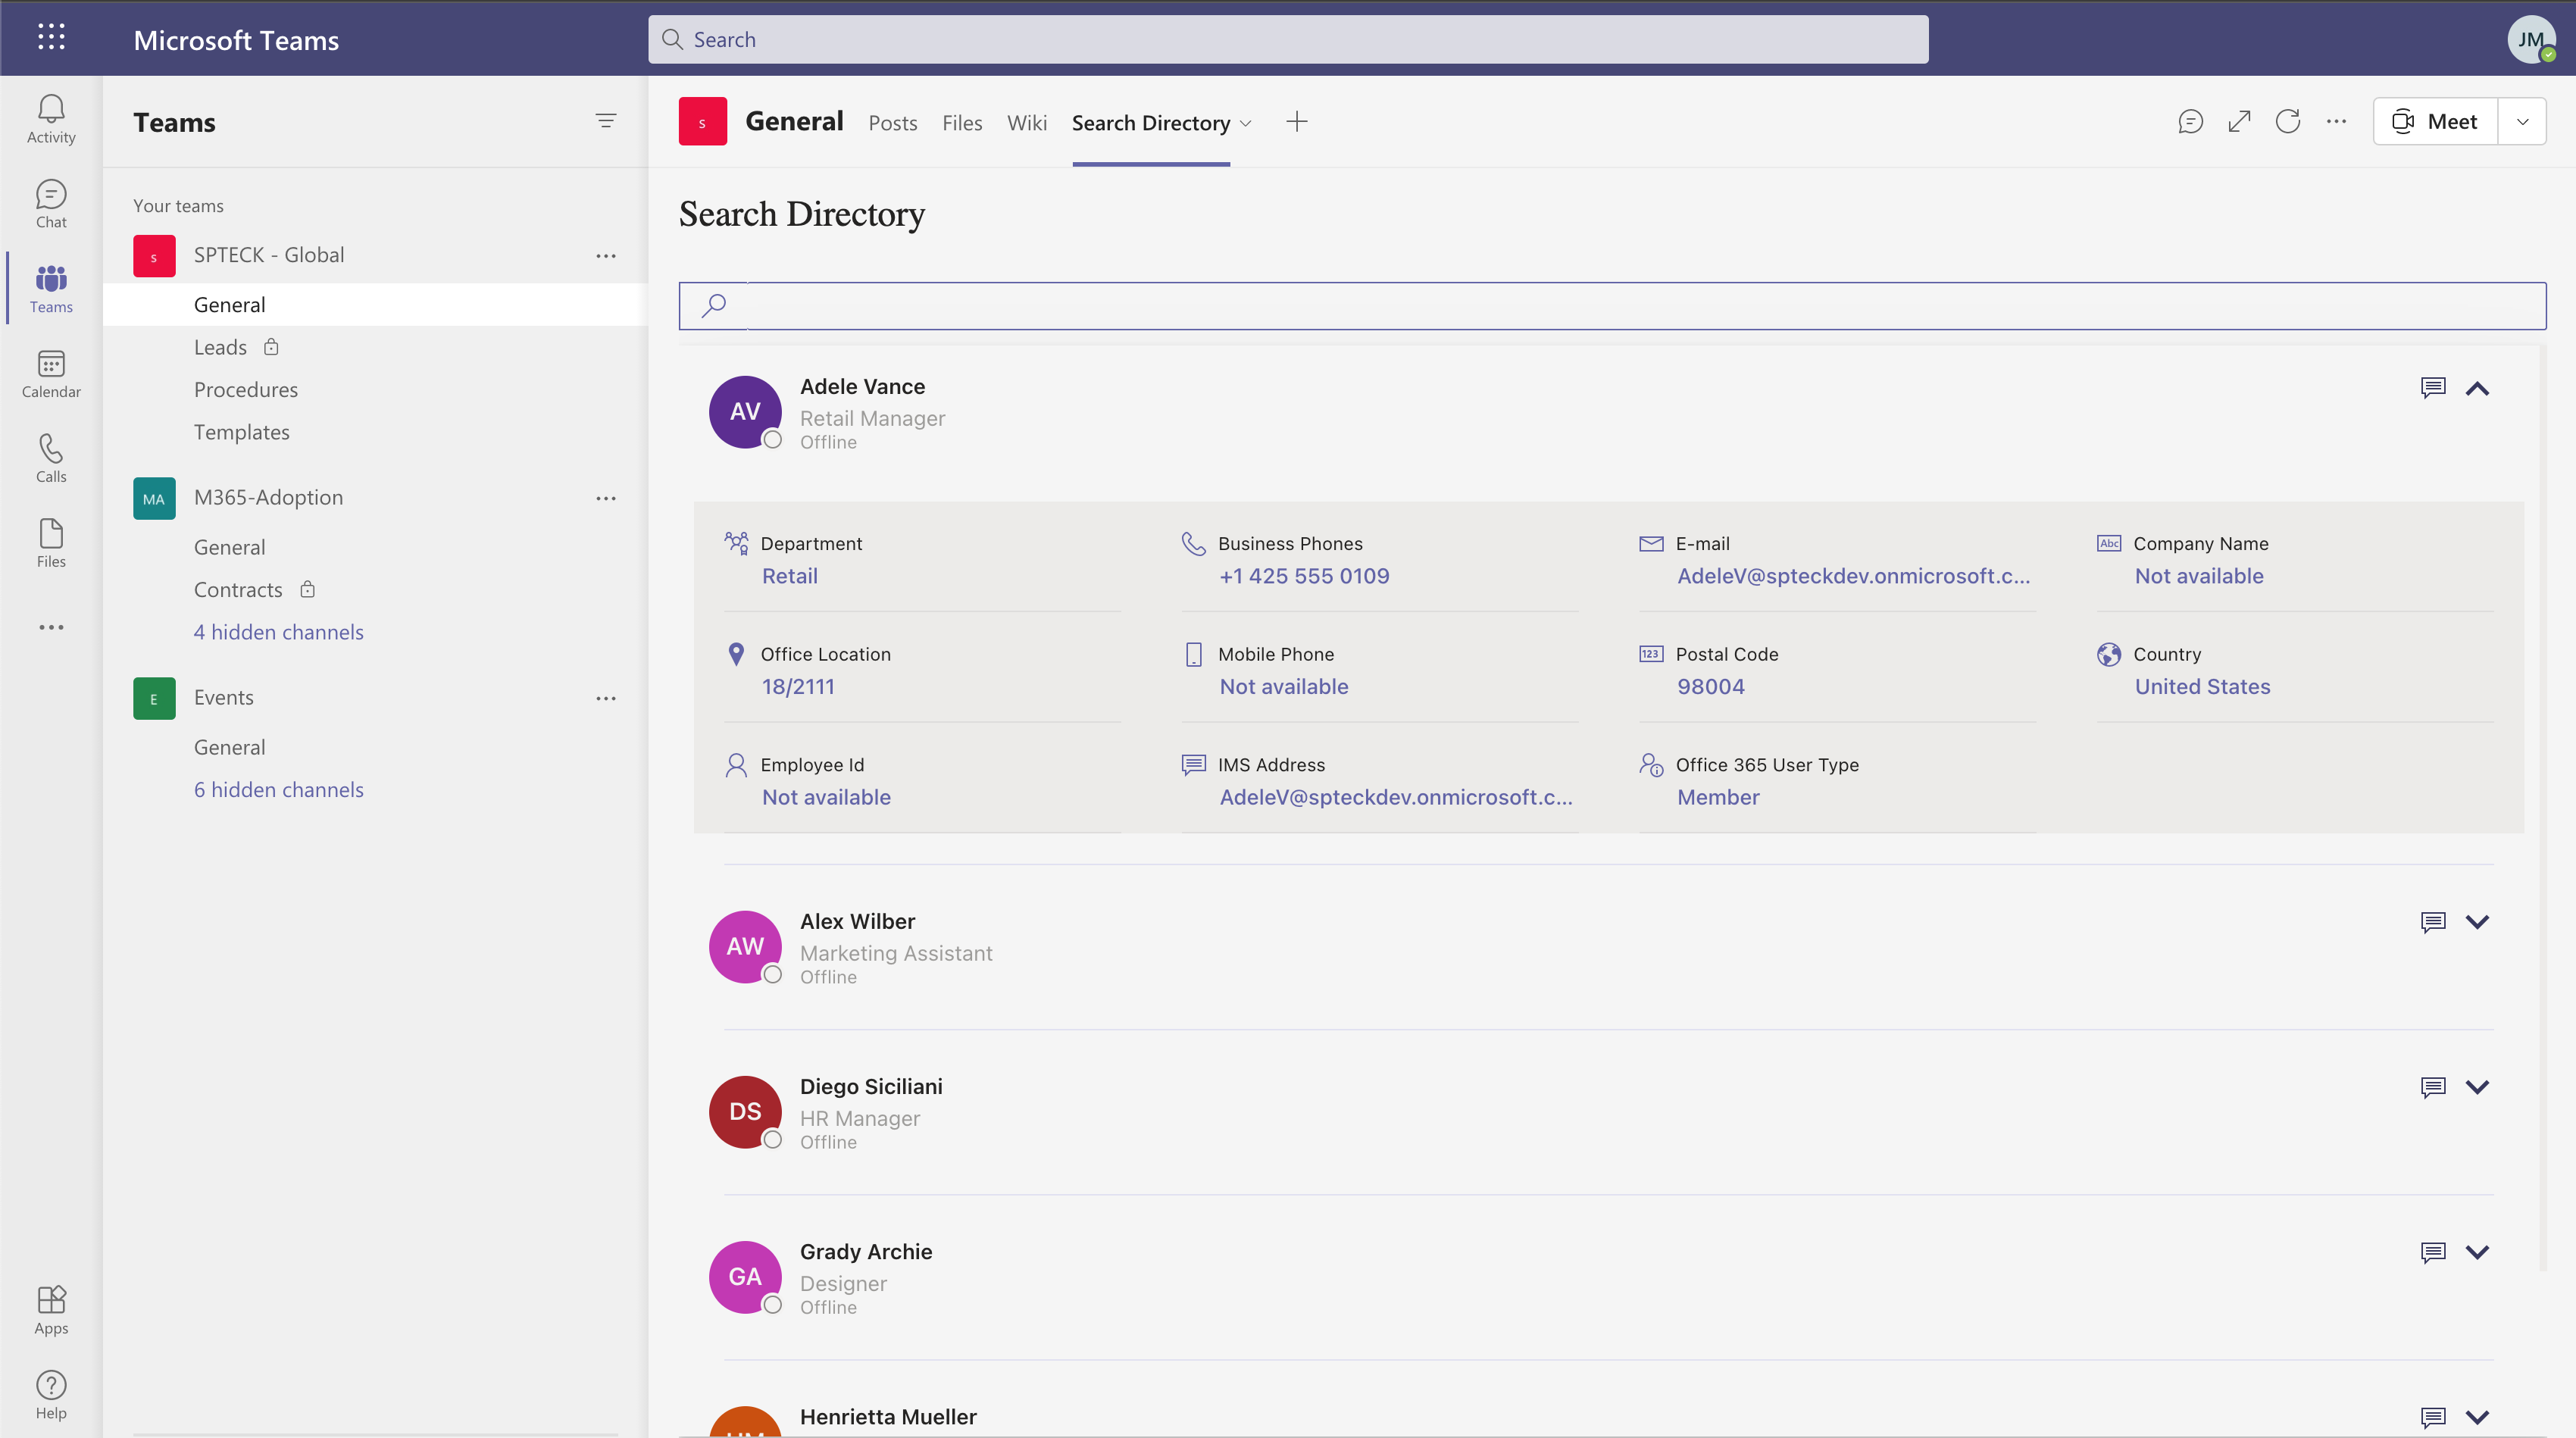 Microsoft Teams
Search
JM
Activity
Chat
Teams
Calendar
Calls
Files
Apps
Help
Teams
Your teams
s
SPTECK - Global
General
Leads
Procedures
Templates
MA
M365-Adoption
General
Contracts
4 hidden channels
E
Events
General
6 hidden channels
s
General Posts Files Wiki Search Directory
Meet
Search Directory
AV
Adele Vance
Retail Manager
Offline
Department
Retail
Business Phones
+1 425 555 0109
E-mail
AdeleV@spteckdev.onmicrosoft.c...
Abc
Company Name
Not available
Office Location
18/2111
Mobile Phone
Not available
123
Postal Code
98004
Country
United States
Employee Id
Not available
IMS Address
AdeleV@spteckdev.onmicrosoft.c...
Office 365 User Type
Member
AW
Alex Wilber
Marketing Assistant
Offline
DS
Diego Siciliani
HR Manager
Offline
GA
Grady Archie
Designer
Offline
HM
Henrietta Mueller